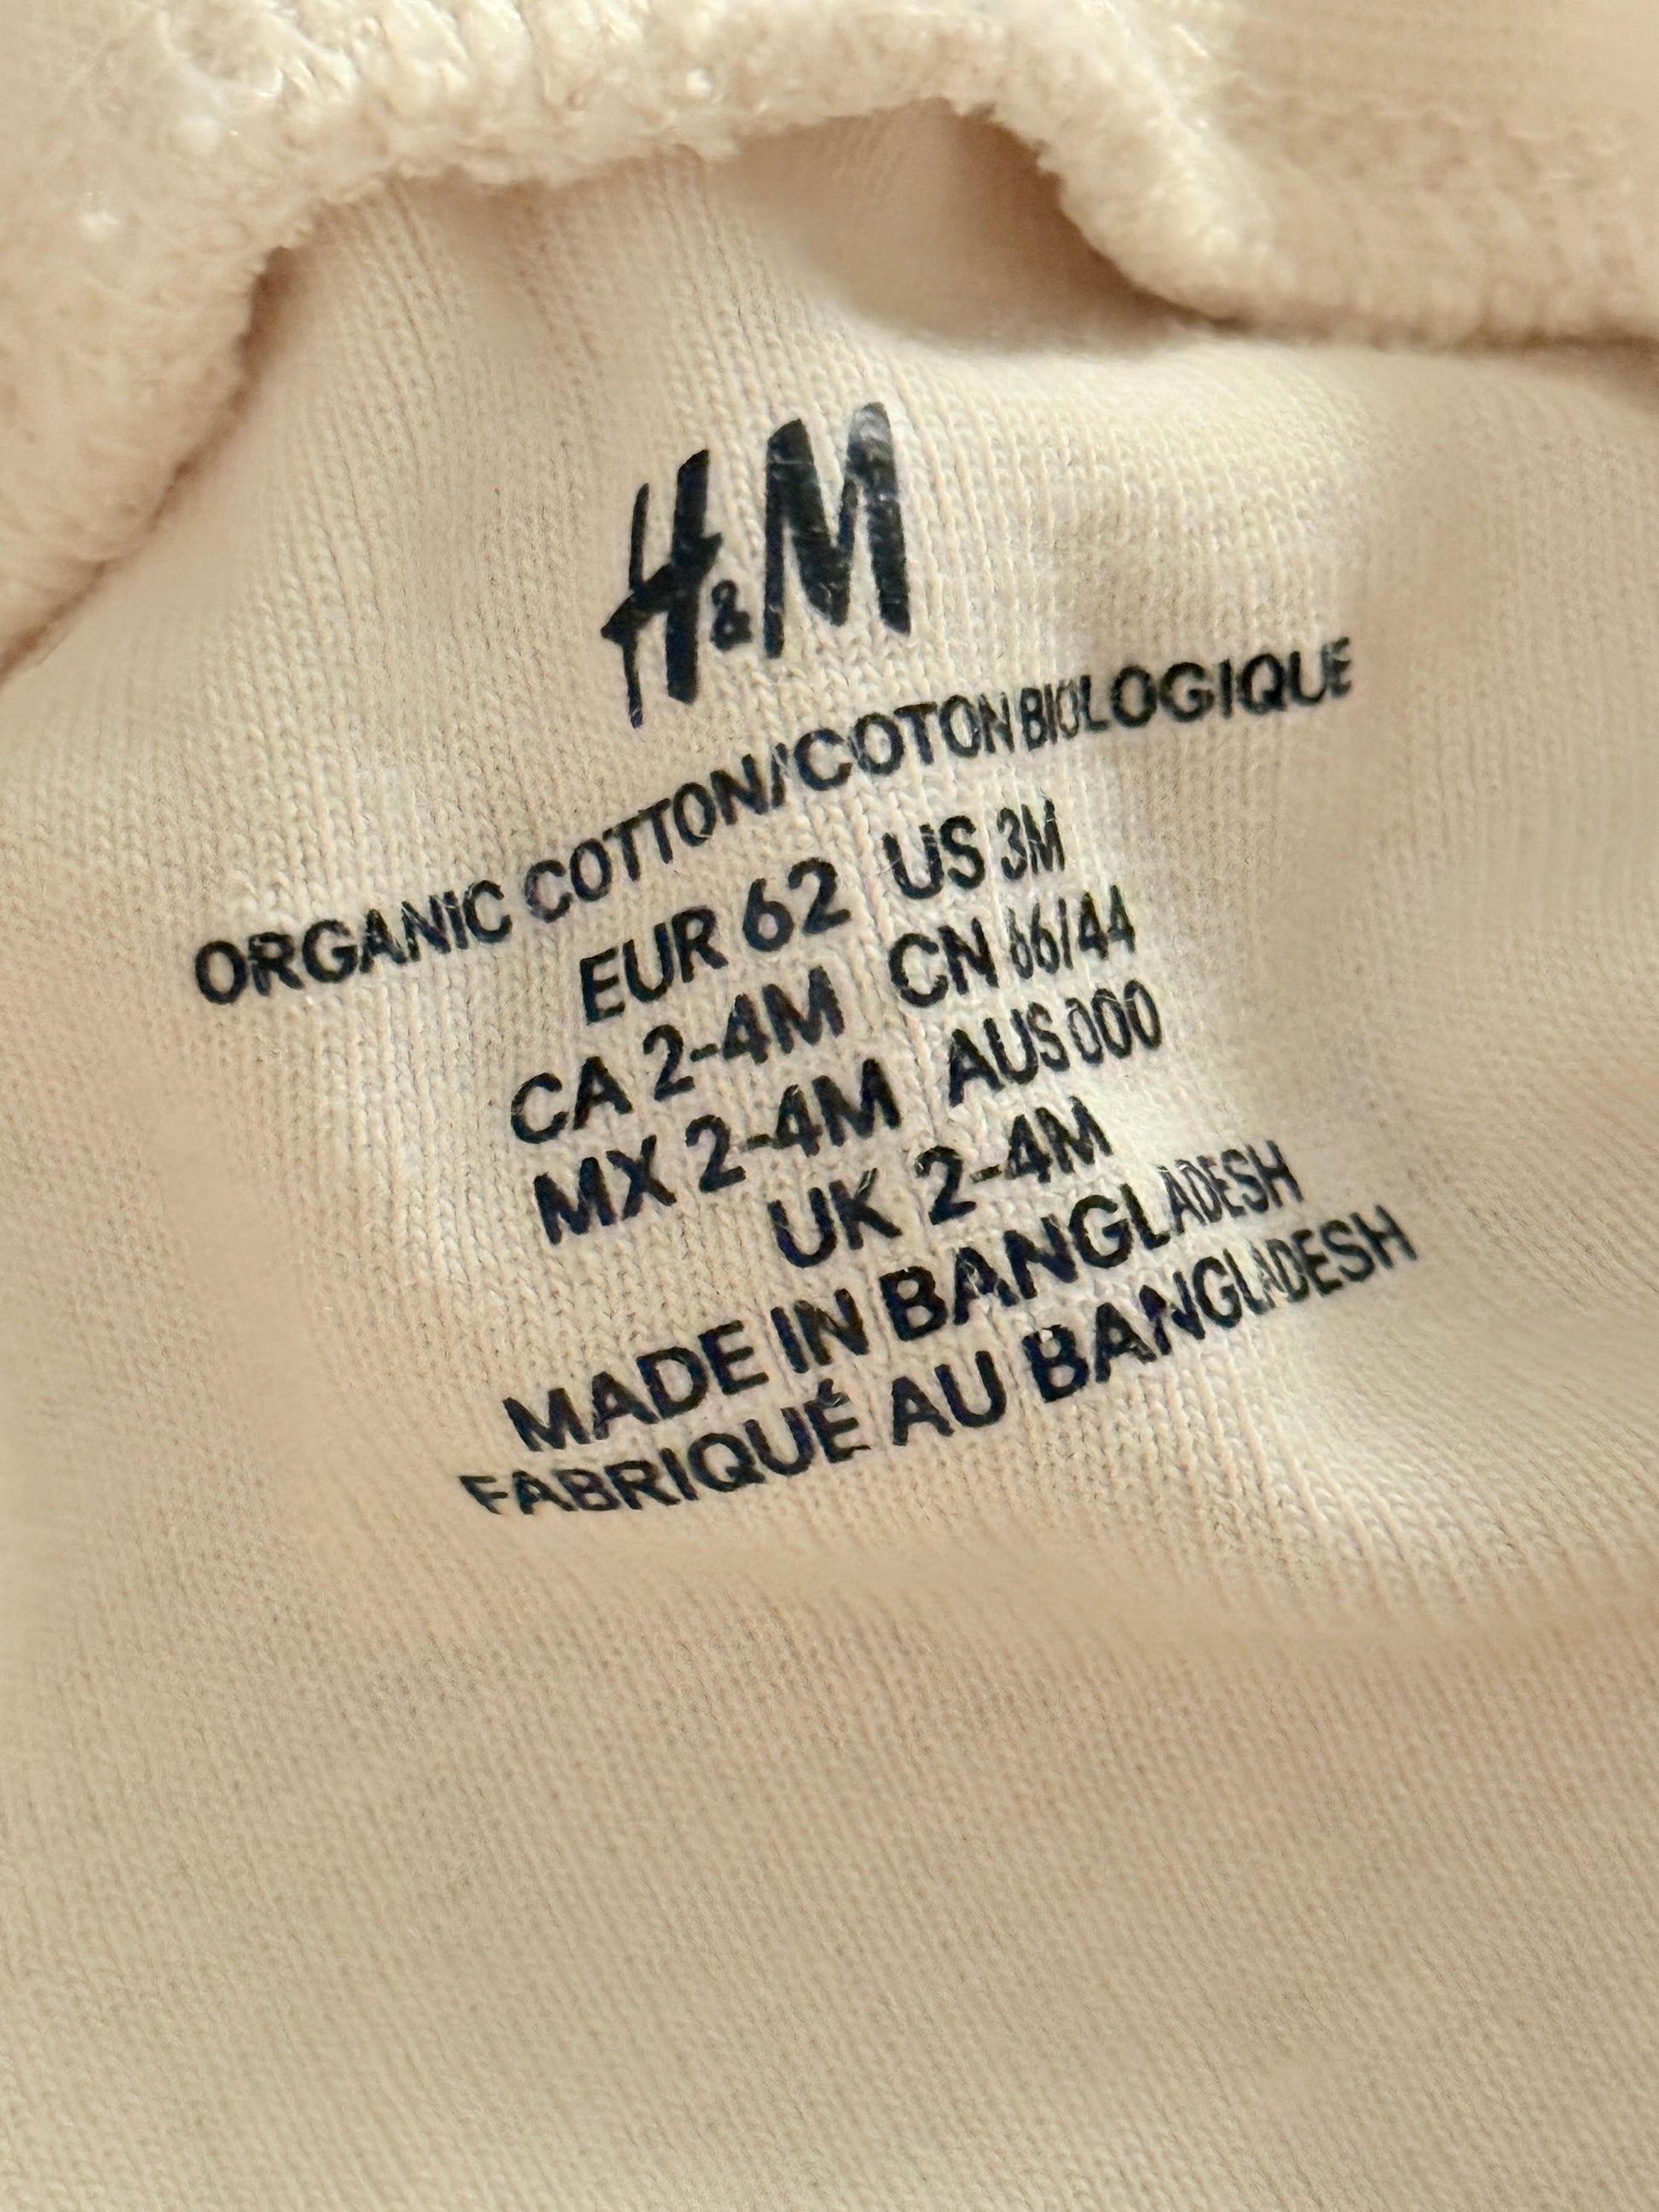 H&M
ORGANIC COTTON/COTON BIOLOGIQUE
EUR 62 US 3M
CA 2-4M CN 66/44
MX 2-4M AUS 000
UK 2-4M
MADE IN BANGLADESH
FABRIQUÉ AU BANGLADESH